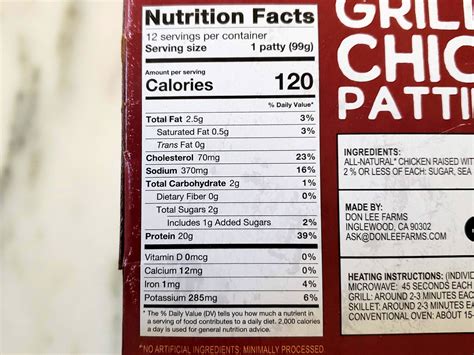 Nutrition Facts
12 servings per container
Serving size 1 patty (99g)
Amount per serving
Calories 120
% Daily Value*
Total Fat 2.5g 3%
Saturated Fat 0.5g 3%
Trans Fat 0g
Cholesterol 70mg 23%
Sodium 370mg 16%
Total Carbohydrate 2g 1%
Dietary Fiber 0g 0%
Total Sugars 2g
Includes 1g Added Sugars 2%
Protein 20g 39%
Vitamin D 0mcg 0%
Calcium 12mg 0%
Iron 1mg 4%
Potassium 285mg 6%
* The % Daily Value (DV) tells you how much a nutrient in
a serving of food contributes to a daily diet. 2,000 calories
a day is used for general nutrition advice.
*NO ARTIFICIAL INGREDIENTS: MINIMALLY PROCESSED.
GRIL
CHIC
PATTI
INGREDIENTS:
ALL-NATURAL* CHICKEN RAISED WIT
2 % OR LESS OF EACH: SUGAR, SEA
MADE BY:
DON LEE FARMS
INGLEWOOD, CA 90302
ASK@DONLEEFARMS.COM
HEATING INSTRUCTIONS: (INDIVI
MICROWAVE: 45 SECONDS EACH
GRILL: AROUND 2-3 MINUTES EAC
SKILLET: AROUND 2-3 MINUTES EA
CONVENTIONAL OVEN: ABOUT 15-